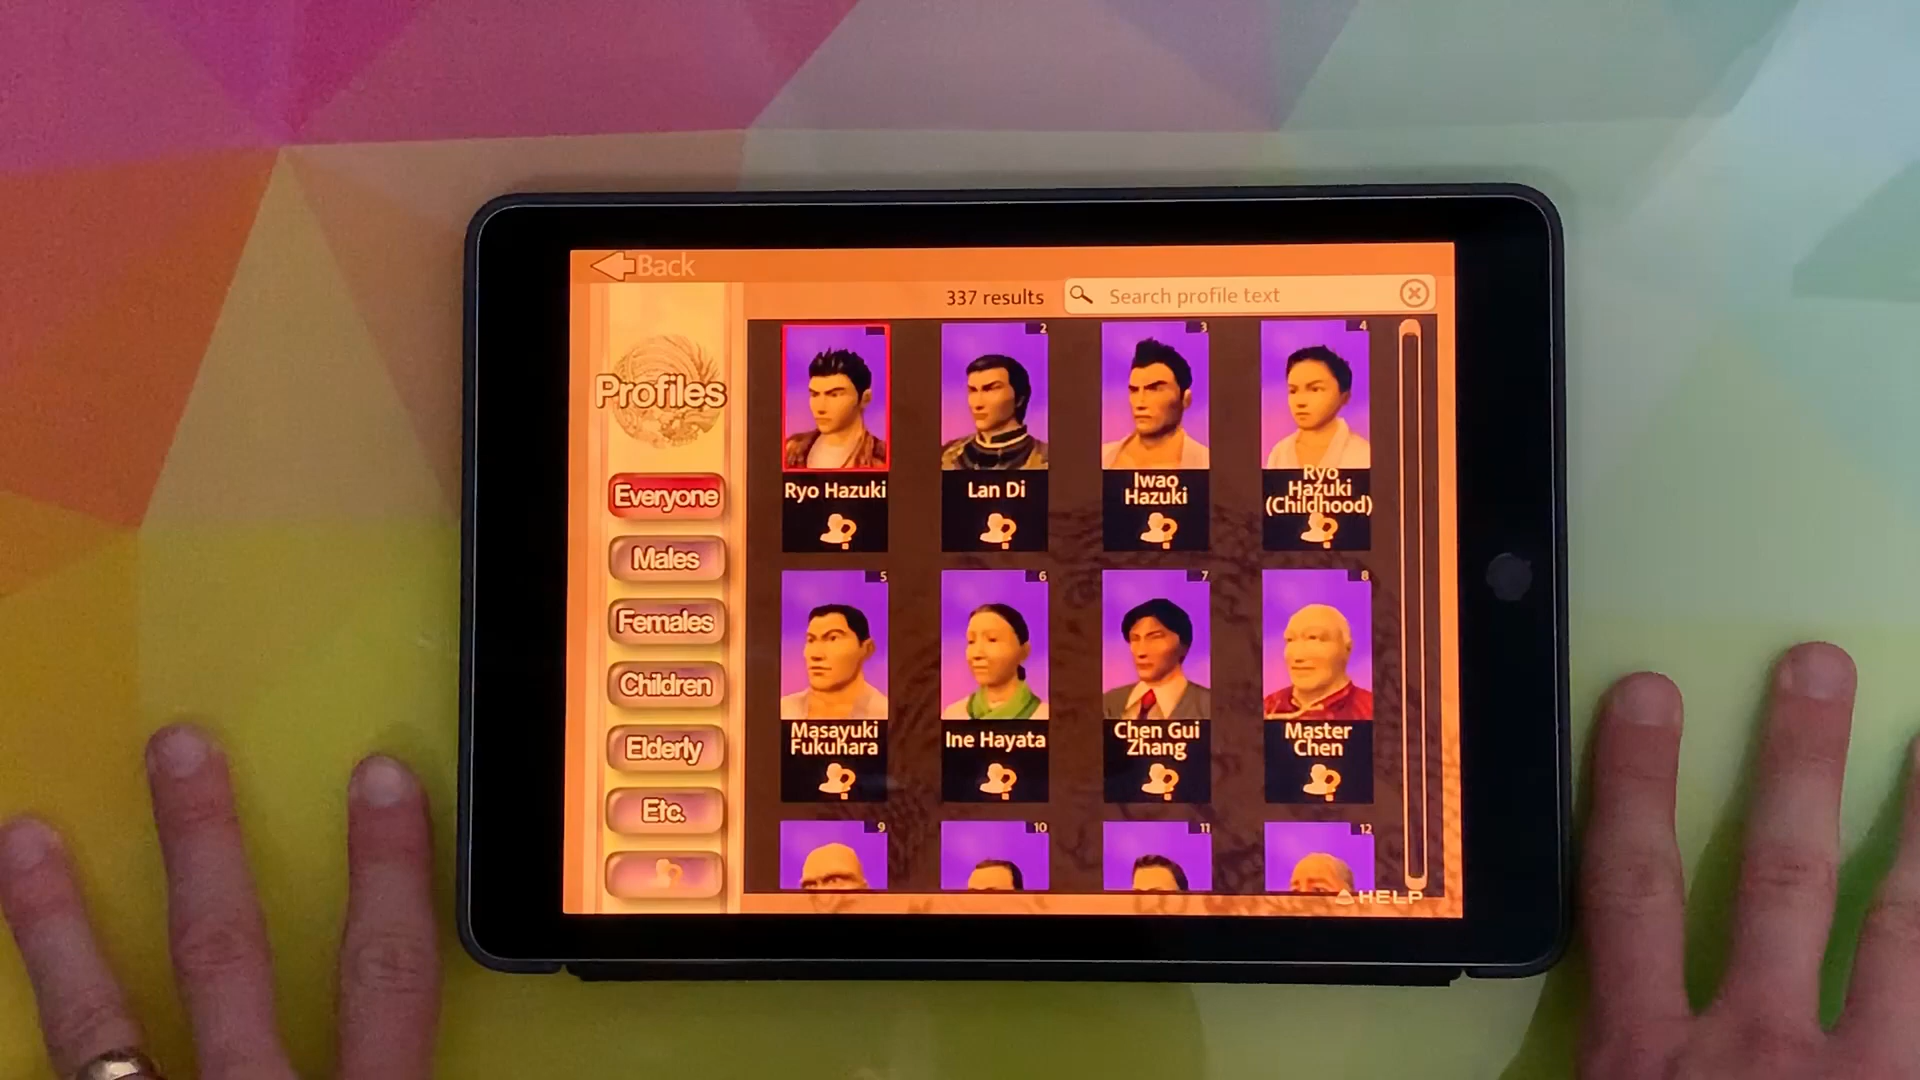 Back
337 results
Search profile text
Profiles
Everyone
Males
Females
Children
Elderly
Etc.
2
3
4
Ryo Hazuki
Lan Di
Iwao
Hazuki
Ryo
Hazuki
(Childhood)
5
6
7
8
Masayuki
Fukuhara
Ine Hayata
Chen Gui
Zhang
Master
Chen
9
10
11
12
HELP